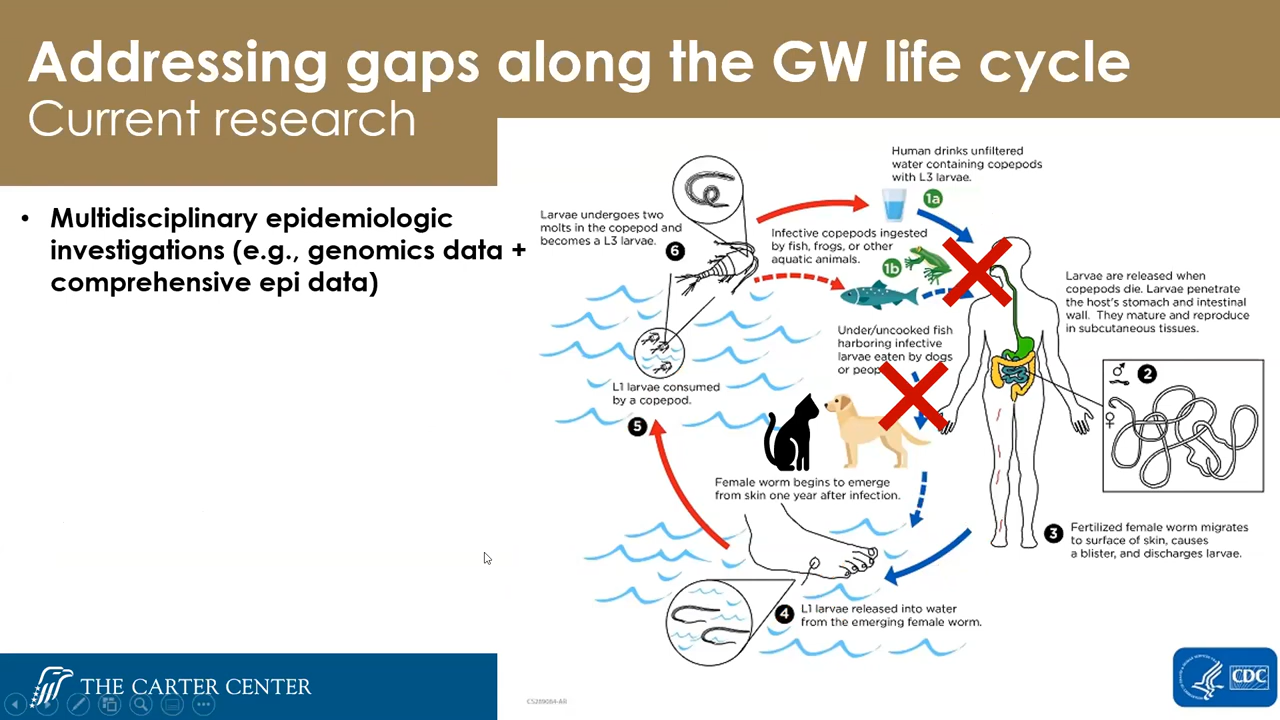 Addressing gaps along the GW life cycle
Current research
• Multidisciplinary epidemiologic
investigations (e.g., genomics data +
comprehensive epi data)
Human drinks unfiltered
water containing copepods
with L3 larvae.
1a
Larvae undergoes two
molts in the copepod and
becomes a L3 larvae.
6
Infective copepods ingested
by fish, frogs, or other
aquatic animals.
1b
Larvae are released when
copepods die. Larvae penetrate
the host's stomach and intestinal
wall. They mature and reproduce
in subcutaneous tissues.
Under/uncooked fish
harboring infective
larvae eaten by dogs
or people
2
♂
♀
L1 larvae consumed
by a copepod.
5
Female worm begins to emerge
from skin one year after infection.
3
Fertilized female worm migrates
to surface of skin, causes
a blister, and discharges larvae.
4
L1 larvae released into water
from the emerging female worm.
THE CARTER CENTER
CDC
CS289084-AR